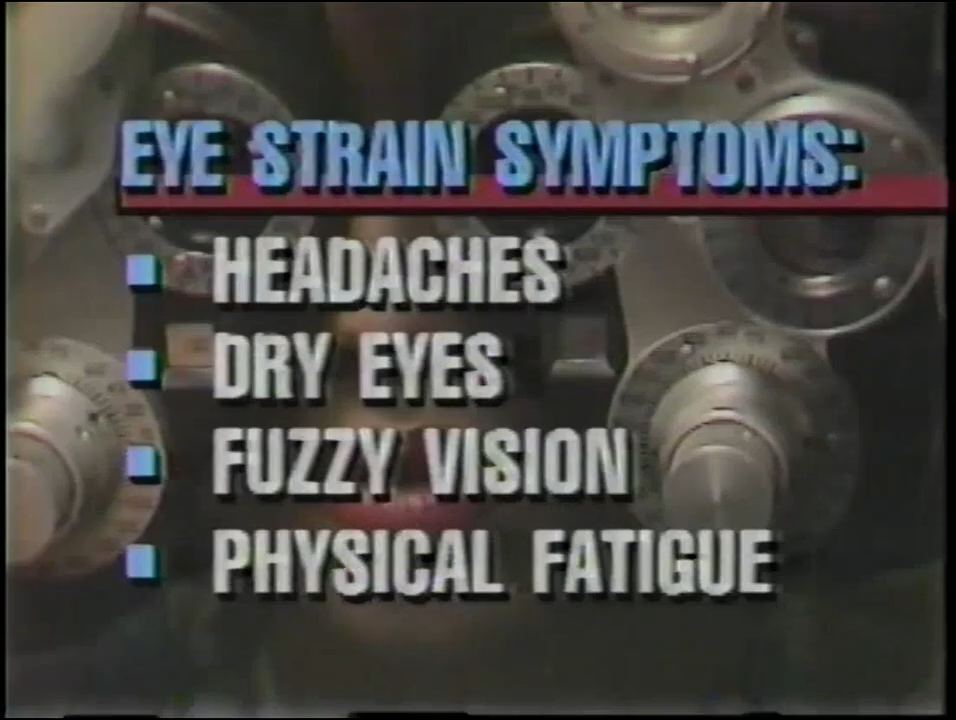 EYE STRAIN SYMPTOMS:
HEADACHES
DRY EYES
FUZZY VISION
PHYSICAL FATIGUE